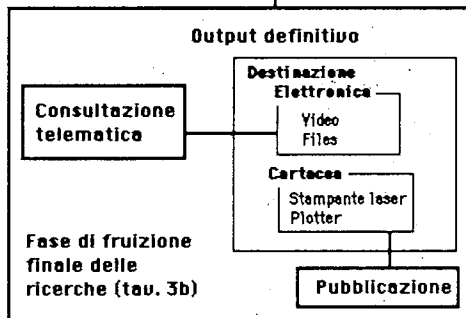 Output definitivo
Destinazione
Elettronica
Video
Files
Consultazione
telematica
Cartacea
Stampante laser
Plotter
Fase di fruizione
finale delle
ricerche (tav. 3b)
Pubblicazione